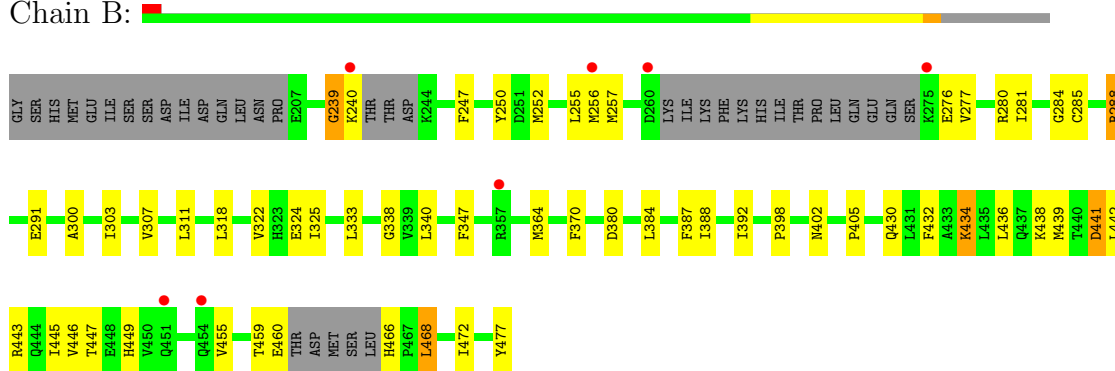 Chain B:
GLY SER HIS MET GLU ILE SER SER ASP ILE ASP GLN LEU ASN PRO E207 G239 K240 THR THR ASP K244 F247 Y250 D251 M252 L255 M256 M257 D260 LYS ILE LYS PHE LYS HIS ILE THR PRO LEU GLN GLU GLN SER K275 E276 V277 R280 I281 G284 C285
E291 A300 I303 V307 L311 L318 V322 H323 E324 I325 L333 G338 V339 L340 F347 R357 M364 F370 D380 L384 F387 I388 I392 P398 N402 P405 Q430 L431 F432 A433 K434 L435 L436 Q437 K438 M439 T440 D441
R443 Q444 I445 V446 T447 E448 H449 V450 Q451 Q454 V455 T459 E460 THR ASP MET SER LEU H466 P467 L468 I472 Y477